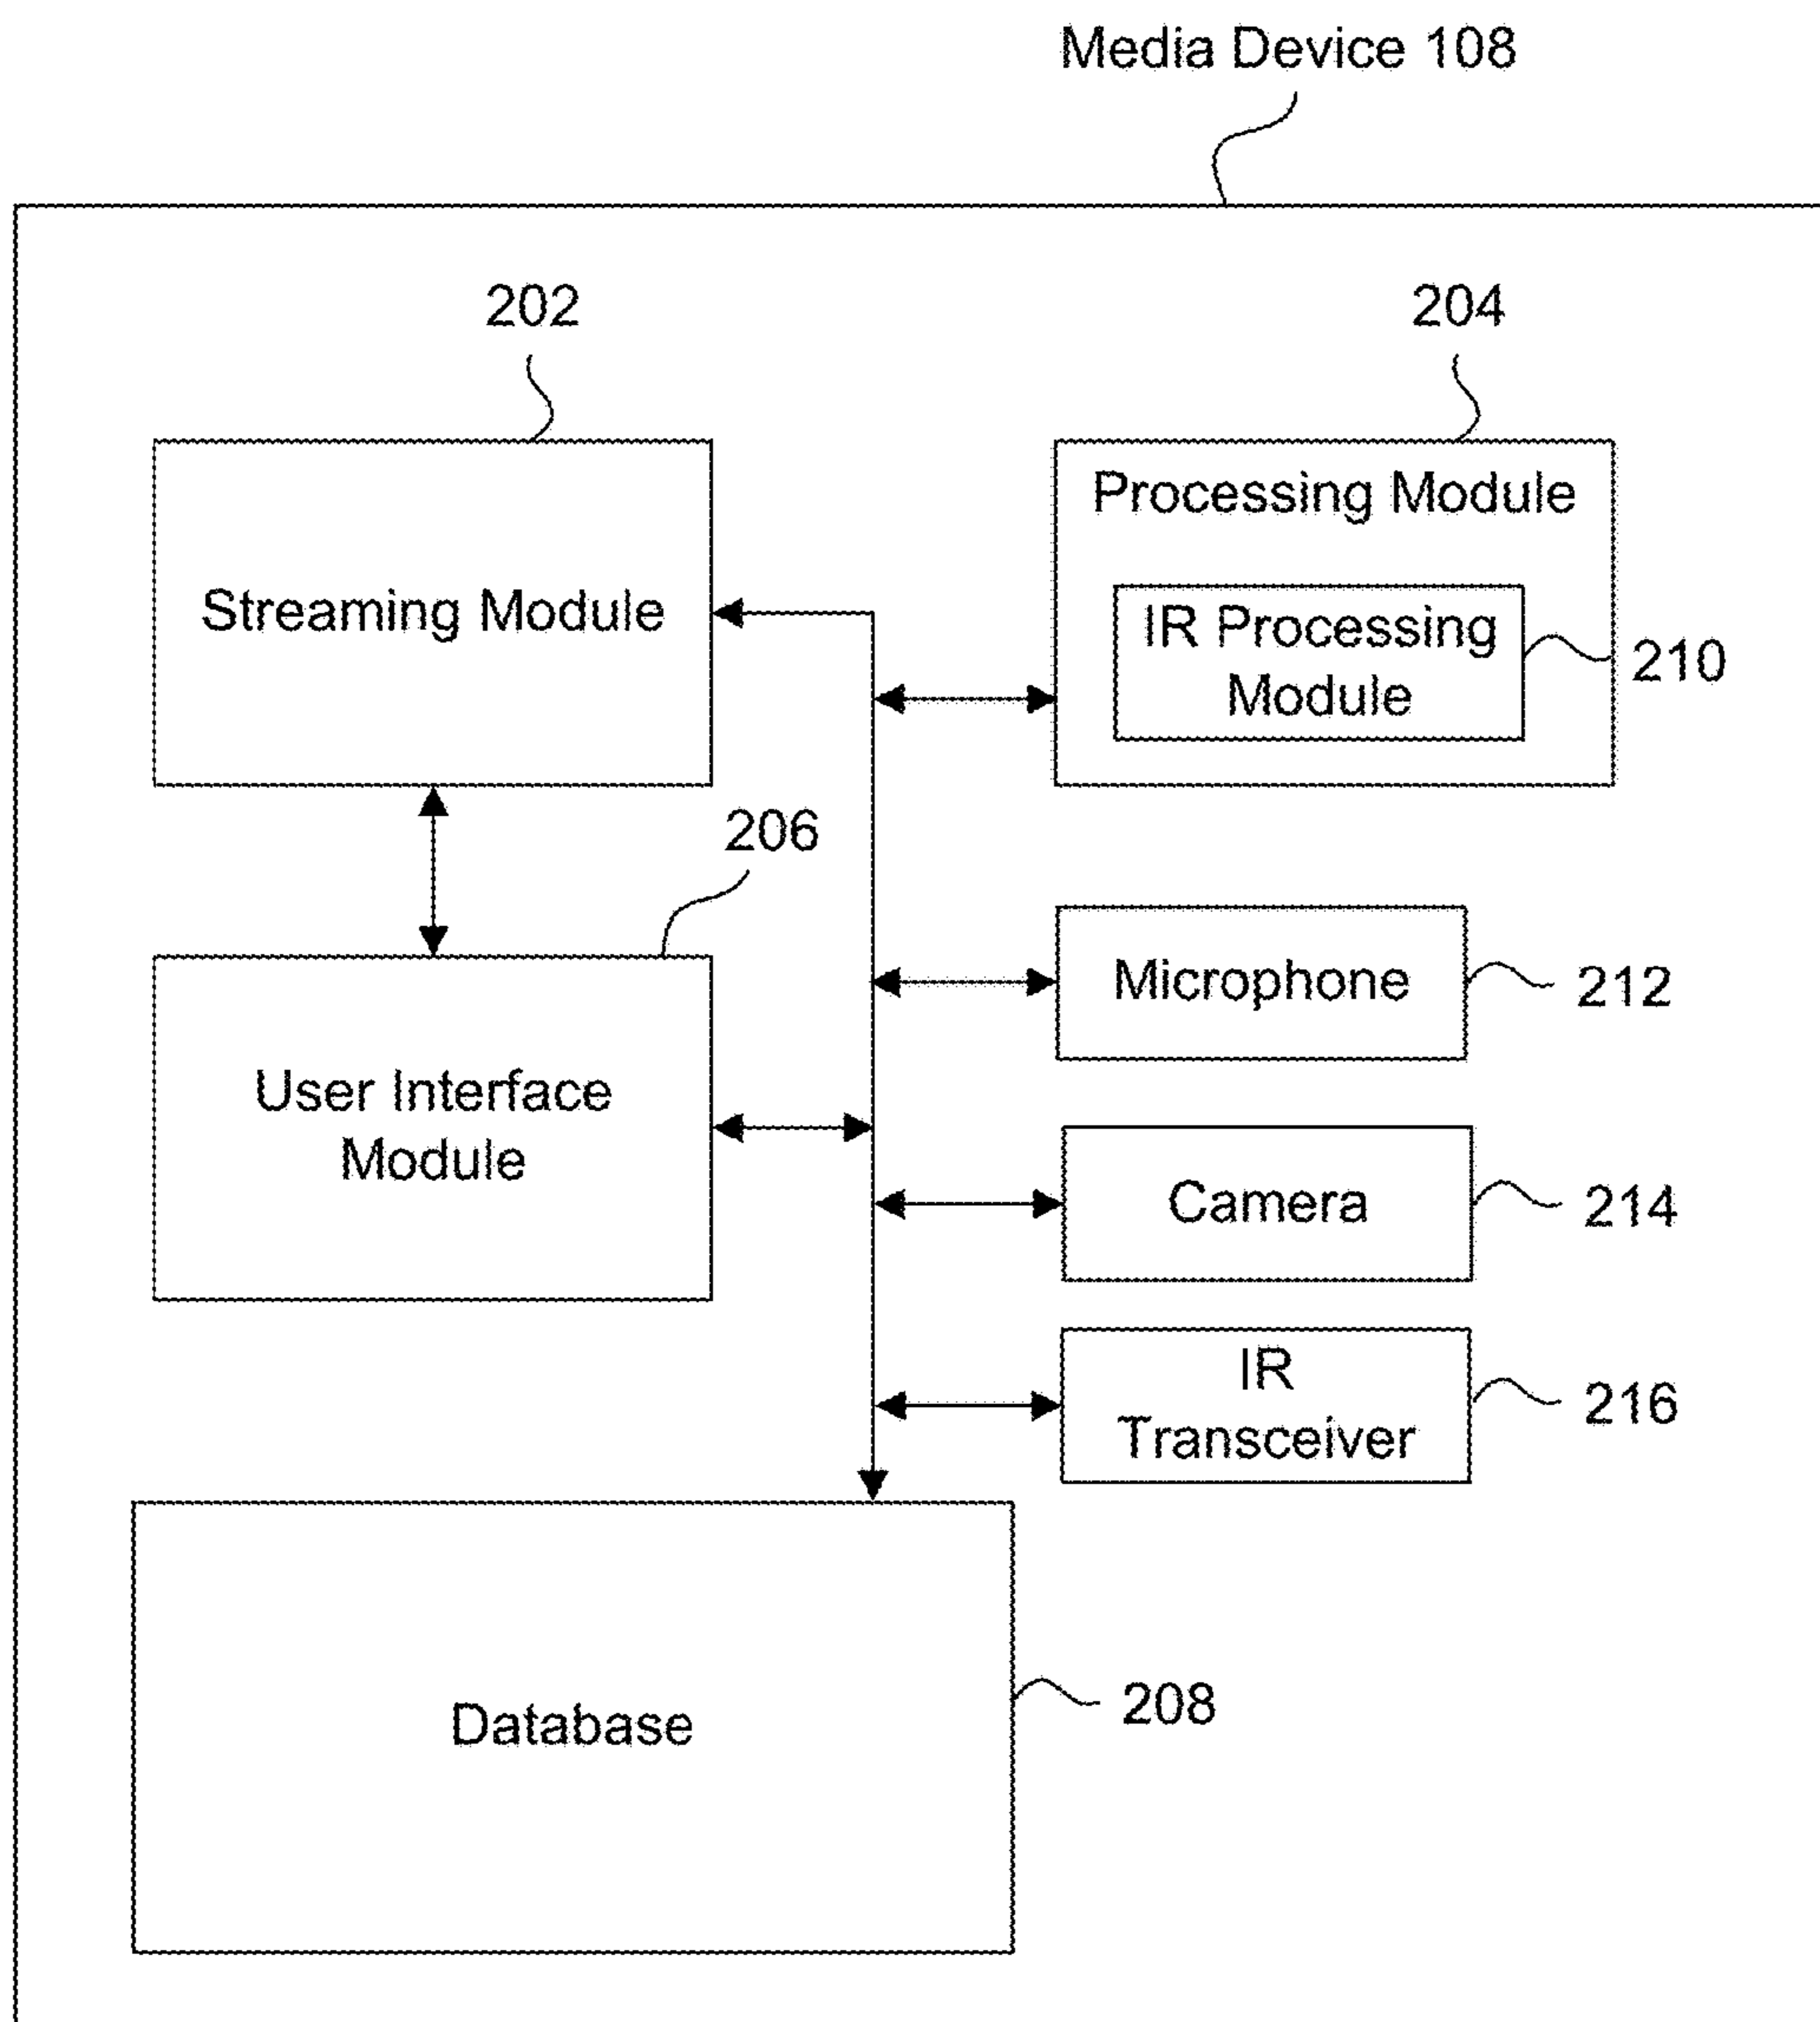 Media Device 108
202
204
Streaming Module
Processing Module
IR Processing
Module
210
206
User Interface
Module
Microphone
212
Camera
214
IR
Transceiver
216
Database
208